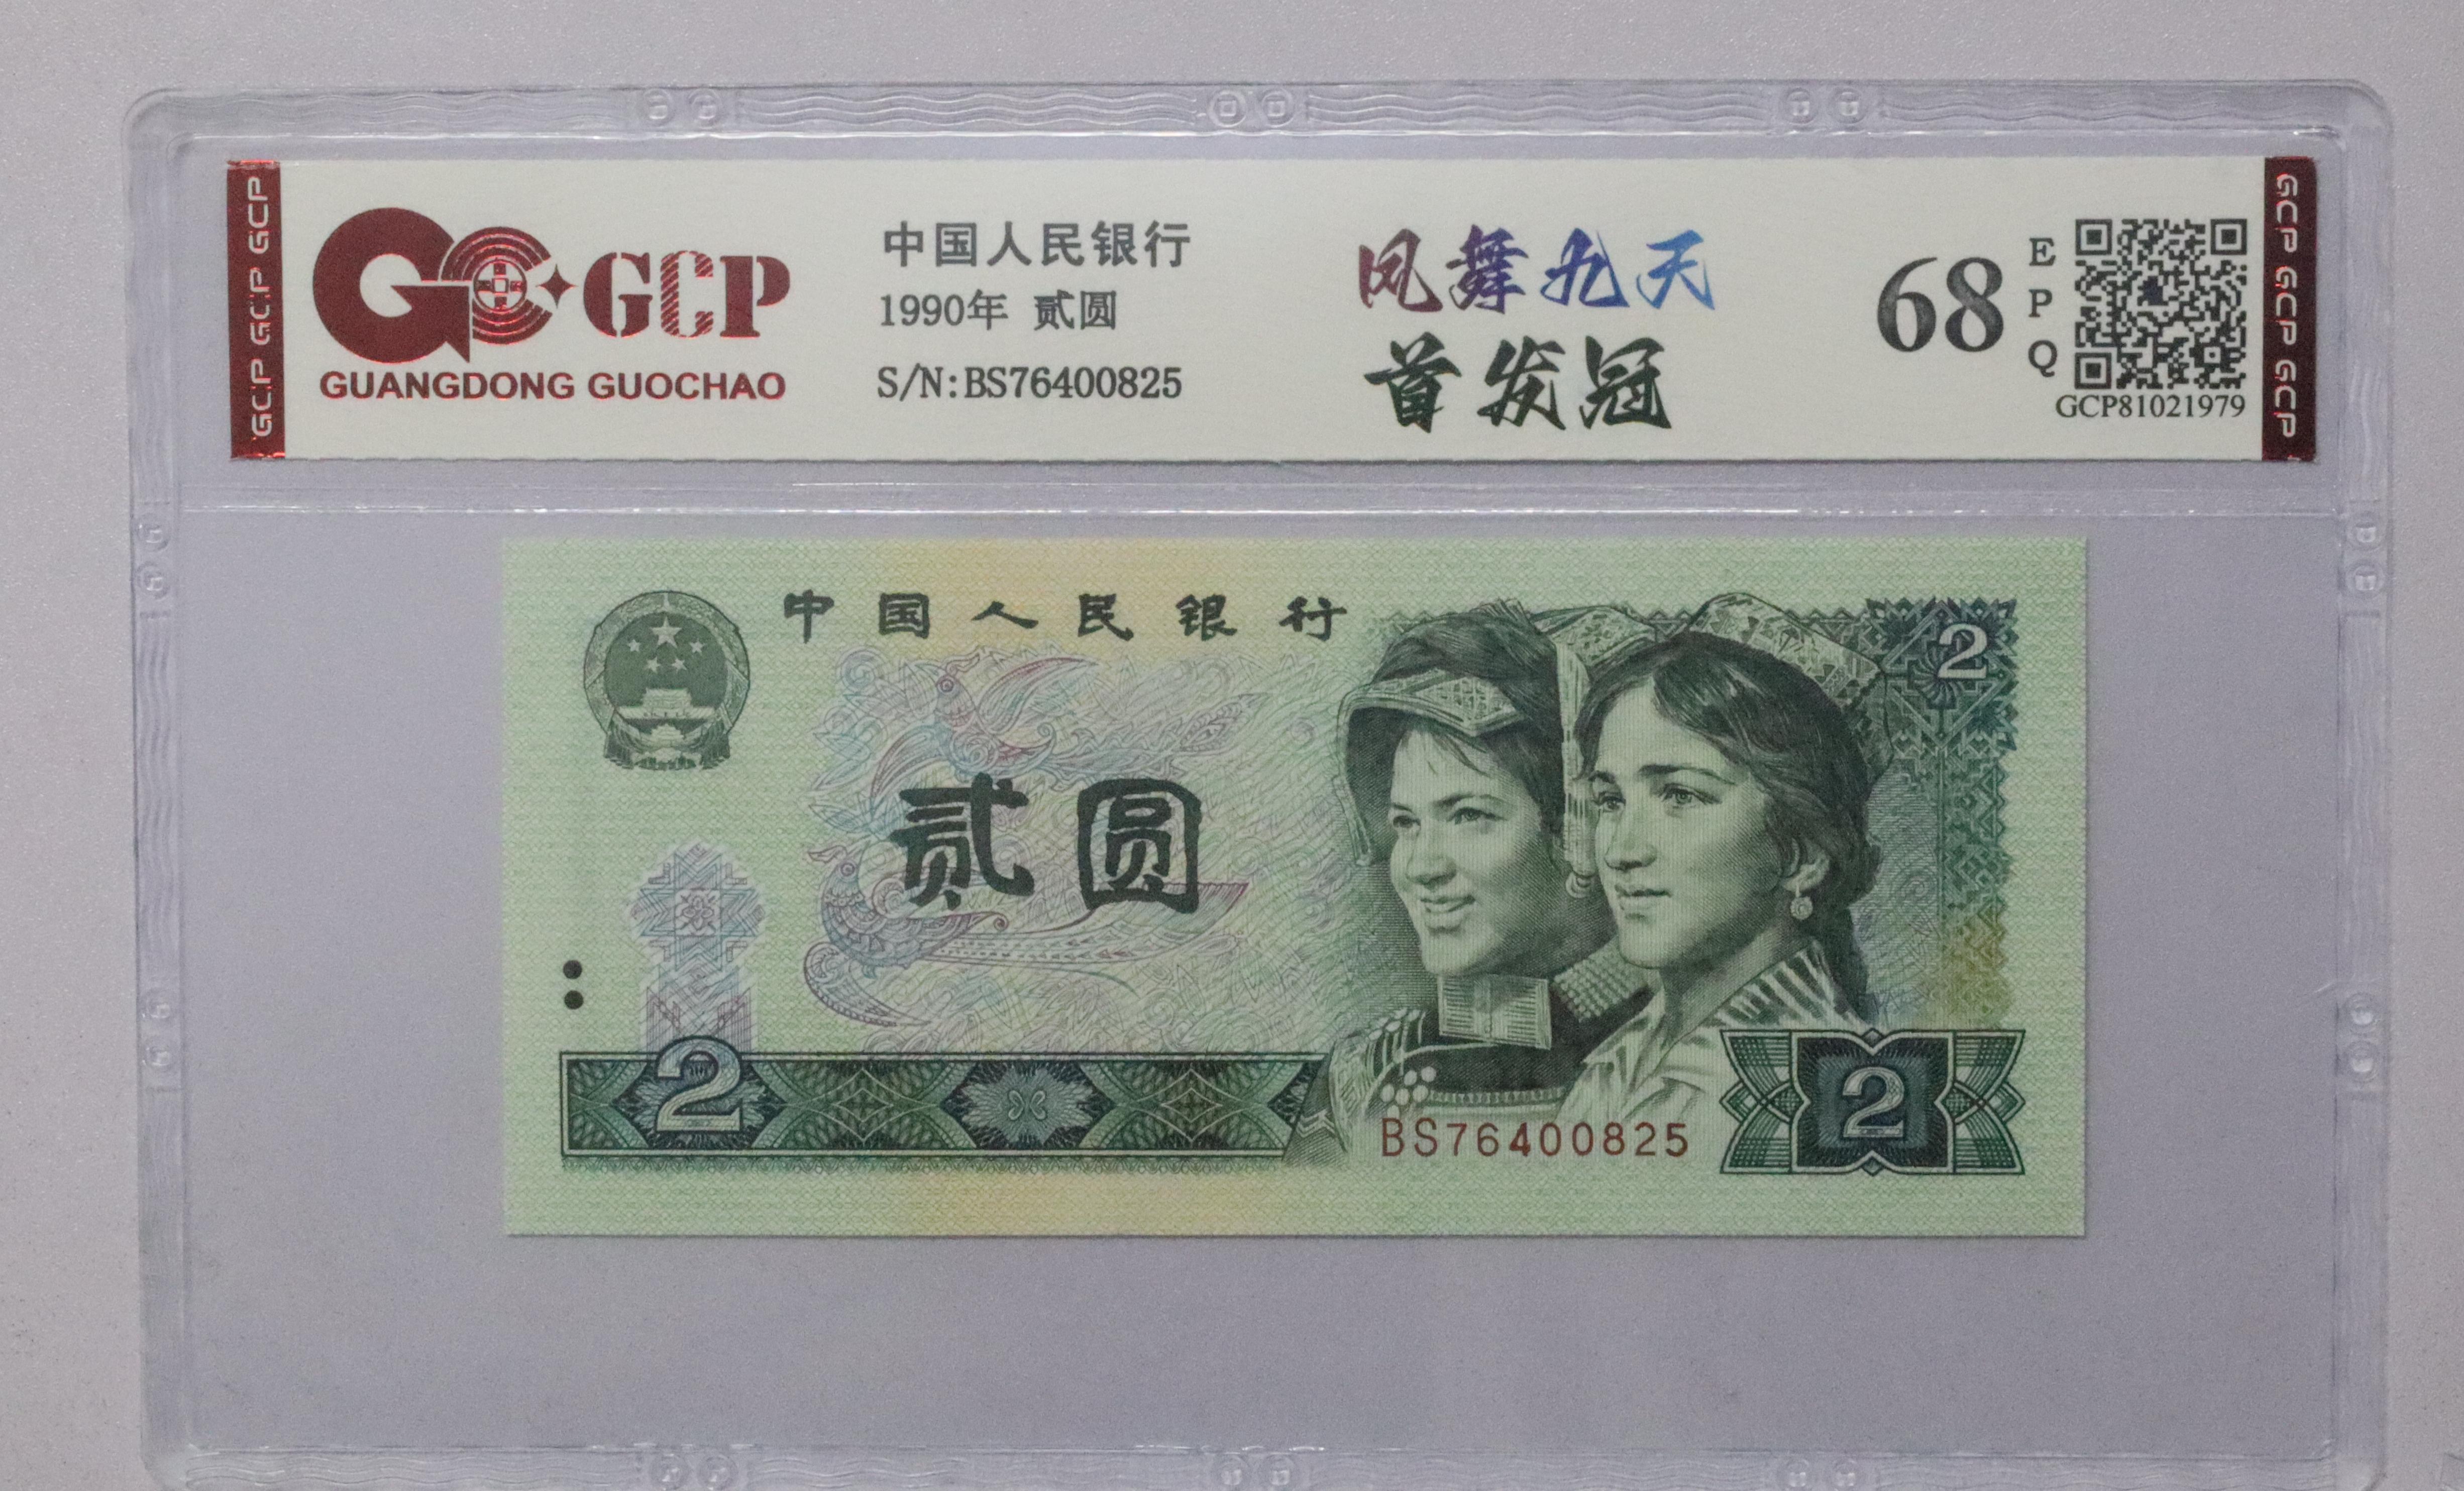 GCP GCP GCP
GCP
GUANGDONG GUOCHAO
中国人民银行
1990年 贰圆
S/N:BS76400825
凤舞九天
首发冠
68
E
P
Q
GCP81021979
GCP GCP GCP
中国人民银行
2
贰圆
2
BS76400825
2